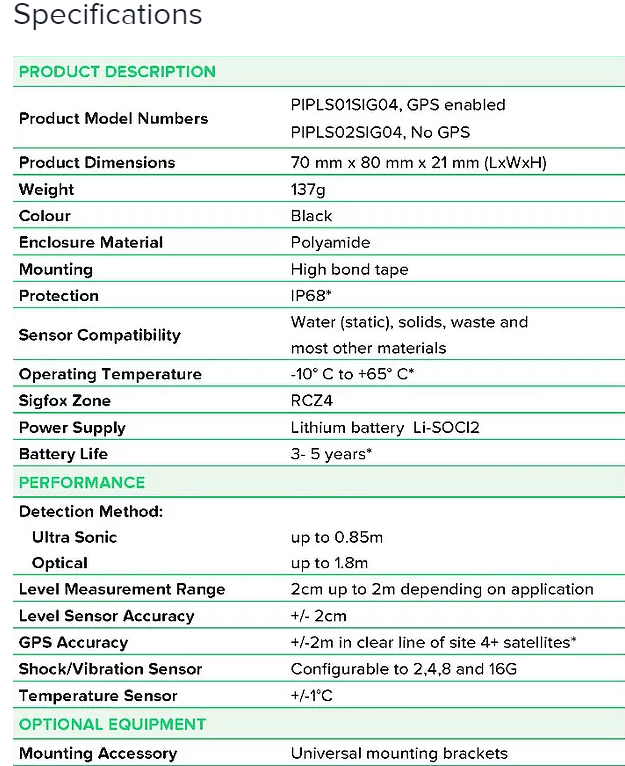 Specifications
PRODUCT DESCRIPTION
Product Model Numbers
PIPLS01SIG04, GPS enabled
PIPLS02SIG04, No GPS
Product Dimensions 70 mm x 80 mm x 21 mm (LxWxH)
Weight 137g
Colour Black
Enclosure Material Polyamide
Mounting High bond tape
Protection IP68*
Sensor Compatibility
Water (static), solids, waste and
most other materials
Operating Temperature -10° C to +65° C*
Sigfox Zone RCZ4
Power Supply Lithium battery Li-SOCl2
Battery Life 3- 5 years*
PERFORMANCE
Detection Method:
Ultra Sonic up to 0.85m
Optical up to 1.8m
Level Measurement Range 2cm up to 2m depending on application
Level Sensor Accuracy +/- 2cm
GPS Accuracy +/-2m in clear line of site 4+ satellites*
Shock/Vibration Sensor Configurable to 2,4,8 and 16G
Temperature Sensor +/-1°C
OPTIONAL EQUIPMENT
Mounting Accessory Universal mounting brackets